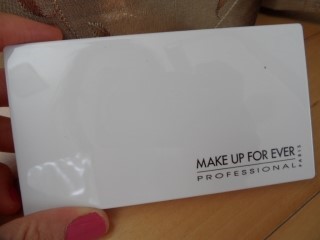 MAKE UP FOR EVER
PROFESSIONAL
PARIS